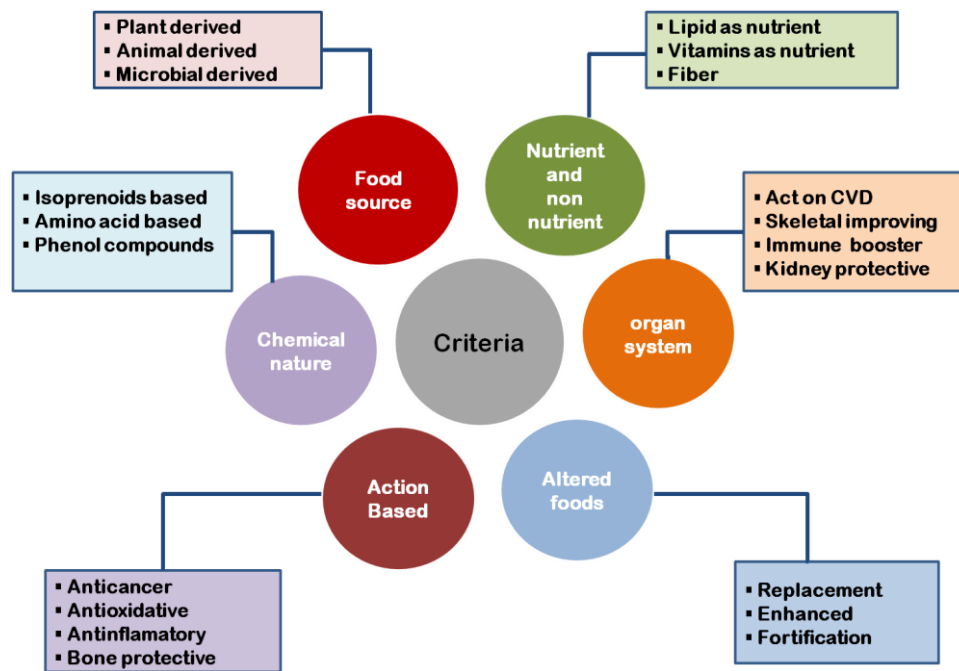 ▪ Plant derived
▪ Animal derived
▪ Microbial derived
▪ Lipid as nutrient
▪ Vitamins as nutrient
▪ Fiber
Food
source
Nutrient
and
non
nutrient
▪ Isoprenoids based
▪ Amino acid based
▪ Phenol compounds
▪ Act on CVD
▪ Skeletal improving
▪ Immune booster
▪ Kidney protective
Chemical
nature
Criteria
organ
system
Action
Based
Altered
foods
▪ Anticancer
▪ Antioxidative
▪ Antinflamatory
▪ Bone protective
▪ Replacement
▪ Enhanced
▪ Fortification